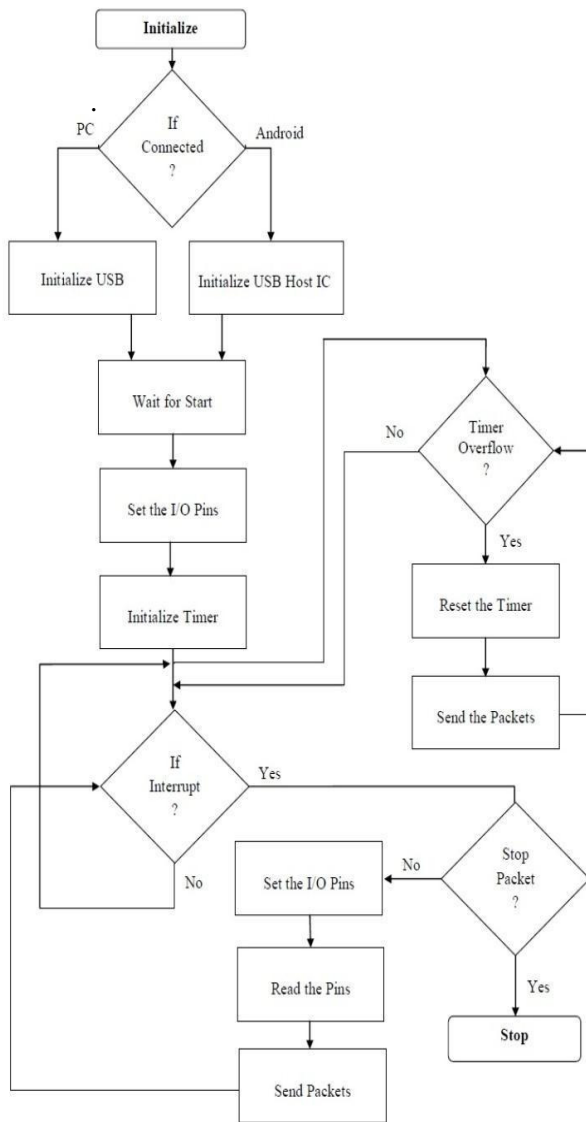 Initialize
If
Connected
?
PC
Android
Initialize USB
Initialize USB Host IC
Wait for Start
Set the I/O Pins
Initialize Timer
Timer
Overflow
?
No
Yes
Reset the Timer
Send the Packets
If
Interrupt
?
Yes
No
Stop
Packet
?
No
Yes
Set the I/O Pins
Read the Pins
Send Packets
Stop